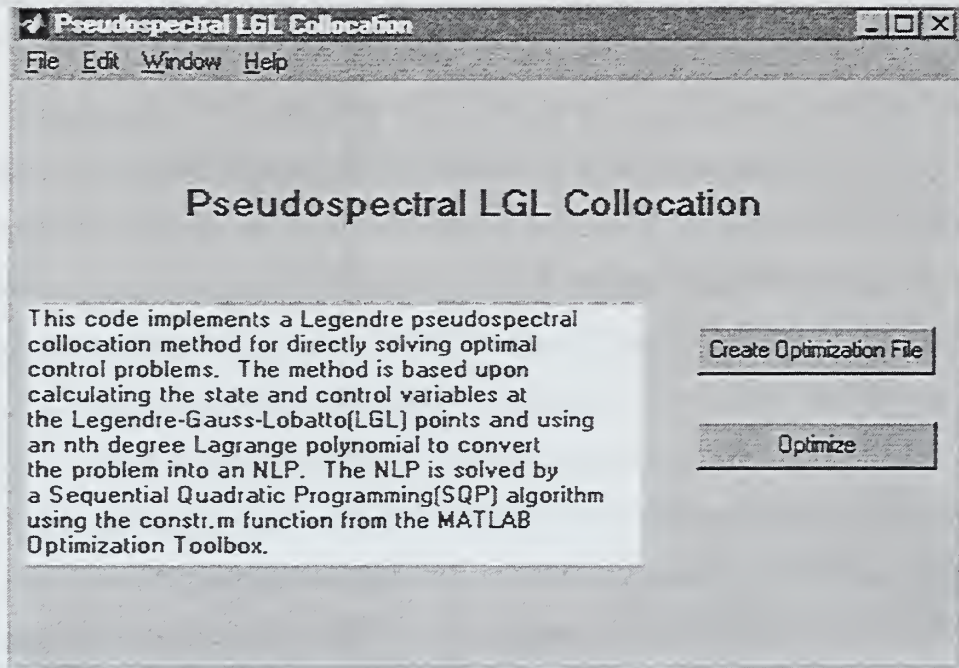 Pseudospectral LGL Collocation
File Edit Window Help
Pseudospectral LGL Collocation
This code implements a Legendre pseudospectral
collocation method for directly solving optimal
control problems. The method is based upon
calculating the state and control variables at
the Legendre-Gauss-Lobatto(LGL) points and using
an nth degree Lagrange polynomial to convert
the problem into an NLP. The NLP is solved by
a Sequential Quadratic Programming(SQP) algorithm
using the constr.m function from the MATLAB
Optimization Toolbox.
Create Optimization File
Optimize